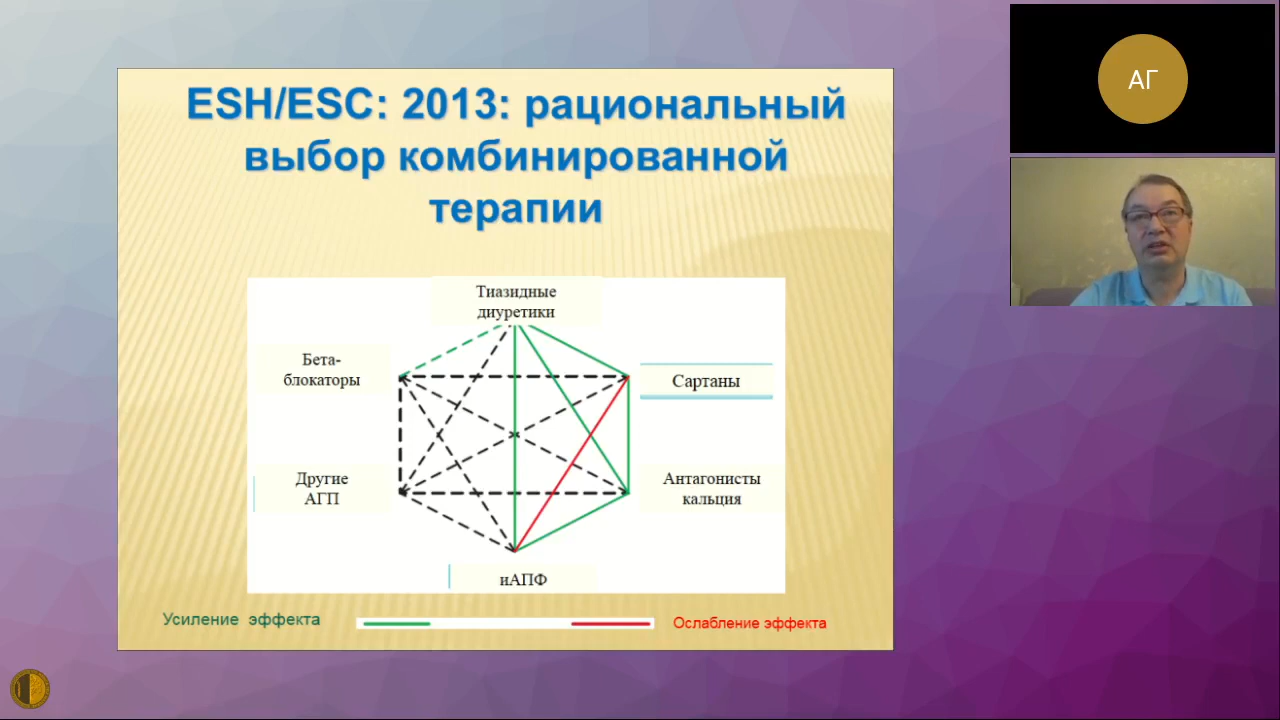 ESH/ESC: 2013: рациональный
выбор комбинированной
терапии
Тиазидные
диуретики
Бета-
блокаторы
Сартаны
Другие
АГП
Антагонисты
кальция
иАПФ
Усиление эффекта
Ослабление эффекта
АГ